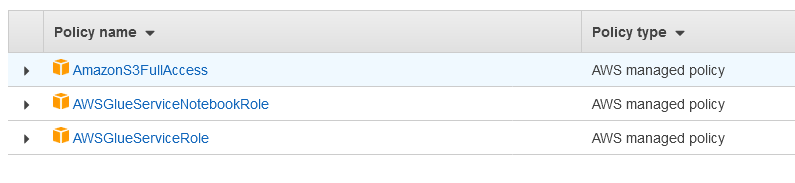 Policy name Policy type
AmazonS3FullAccess AWS managed policy
AWSGlueServiceNotebookRole AWS managed policy
AWSGlueServiceRole AWS managed policy